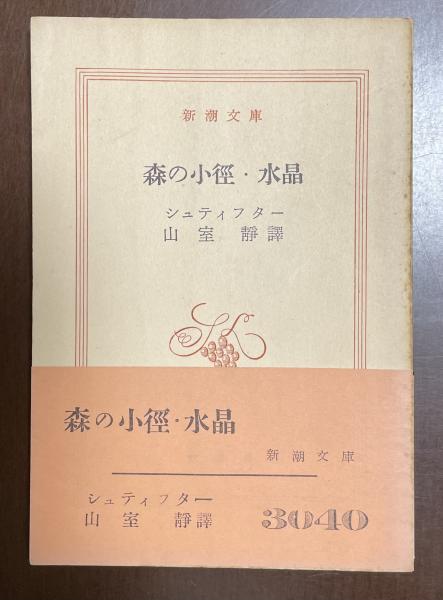 新潮文庫
森の小徑・水晶
シュティフター
山室靜譯
森の小徑・水晶
新潮文庫
シュティフター
山室靜譯
3040